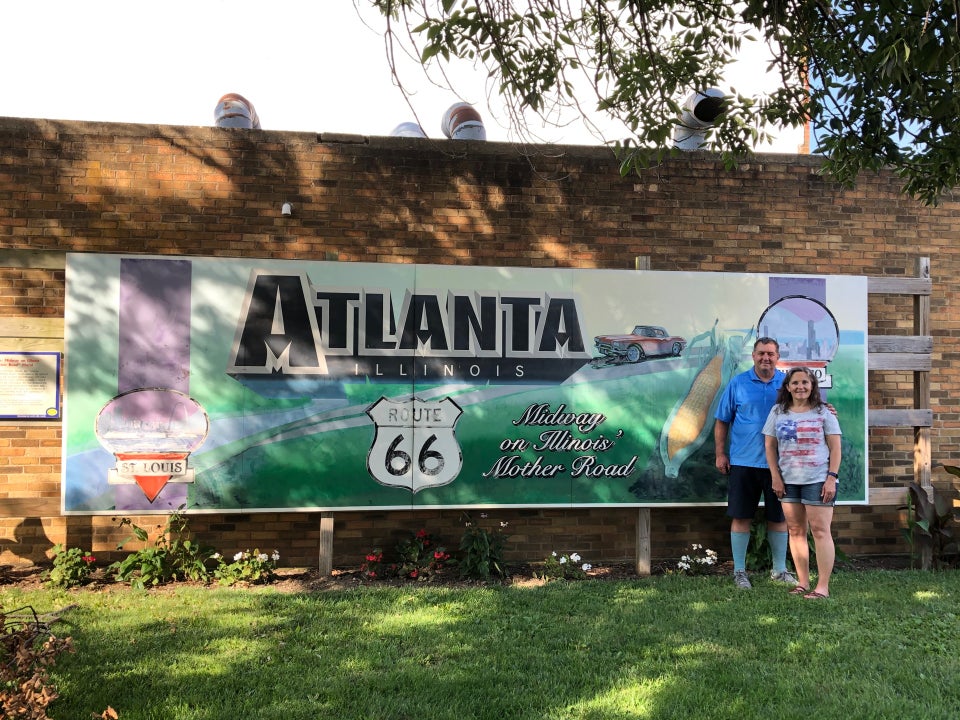 ATLANTA
ILLINOIS
ROUTE
66
Midway
on Illinois'
Mother Road
ST. LOUIS